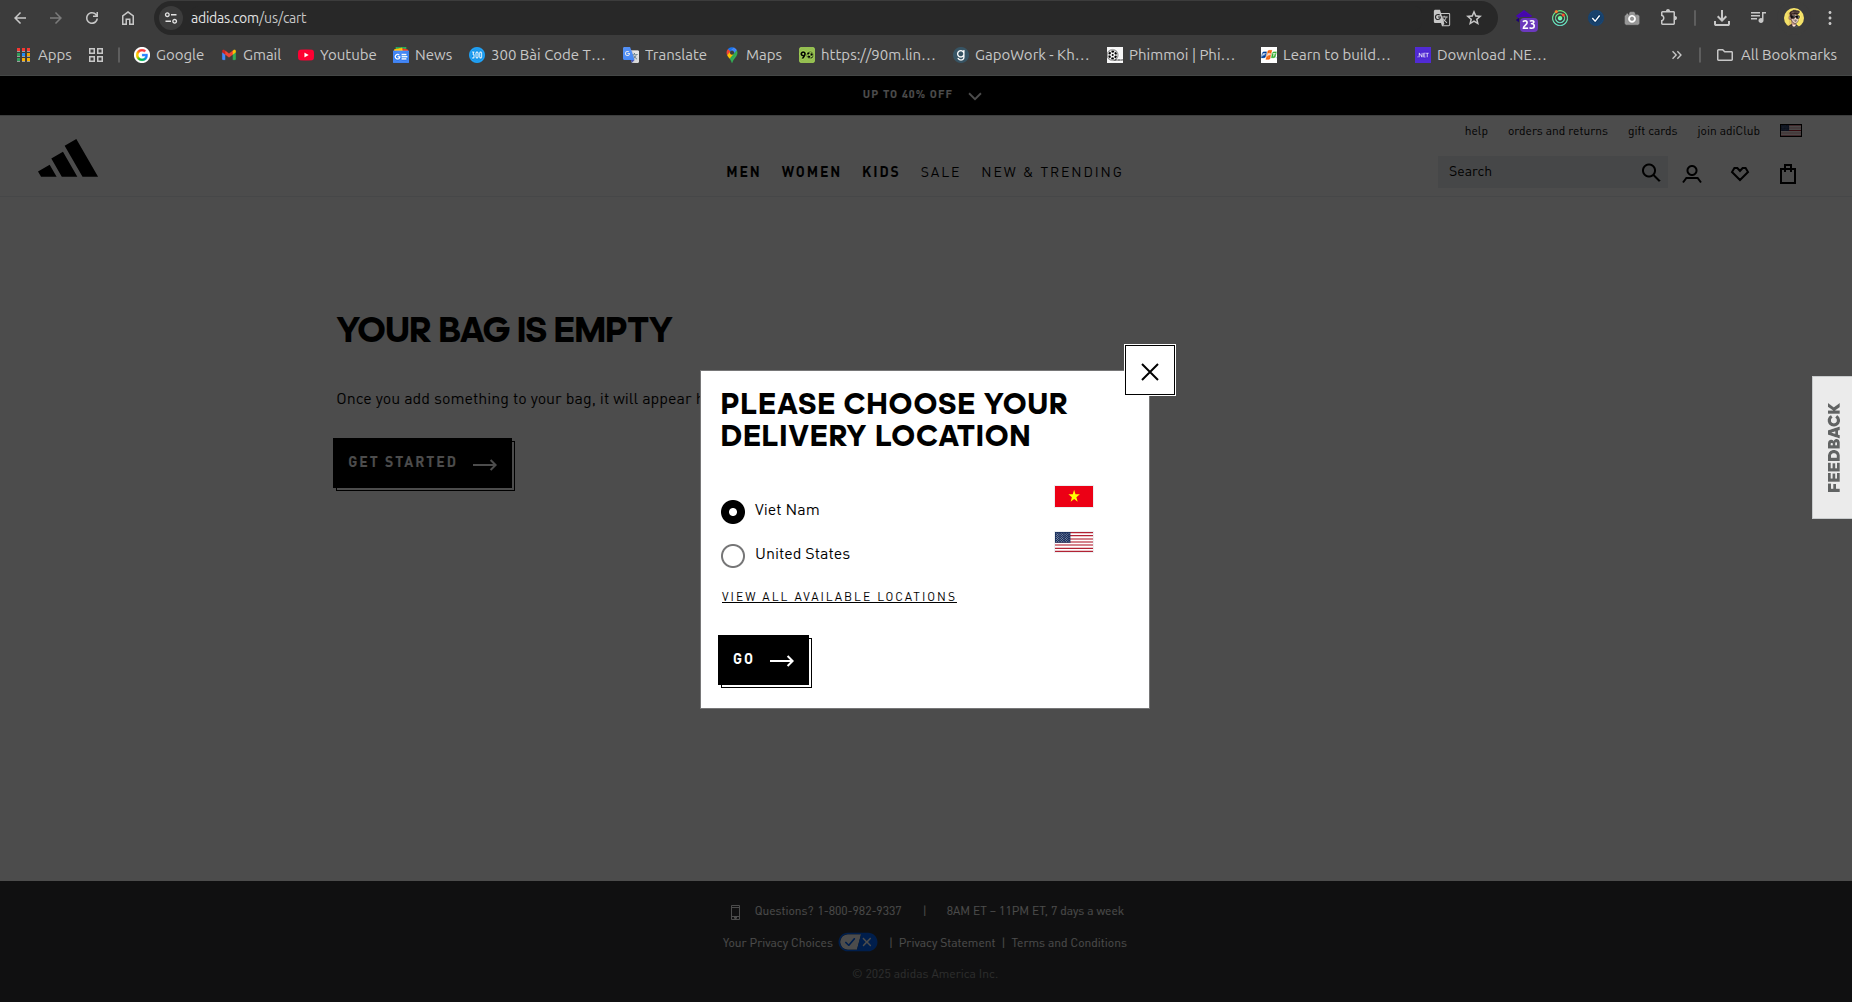 adidas.com/us/cart
23
Apps
Google
Gmail
Youtube
News
300 Bài Code T...
Translate
Maps
https://90m.lin...
GapoWork - Kh...
Phimmoi | Phi...
Learn to build...
Download .NE...
»
All Bookmarks
UP TO 40% OFF
help
orders and returns
gift cards
join adiClub
MEN
WOMEN
KIDS
SALE
NEW & TRENDING
Search
YOUR BAG IS EMPTY
Once you add something to your bag, it will appear
GET STARTED
PLEASE CHOOSE YOUR
DELIVERY LOCATION
Viet Nam
United States
VIEW ALL AVAILABLE LOCATIONS
GO
FEEDBACK
Questions? 1-800-982-9337 | 8AM ET – 11PM ET, 7 days a week
Your Privacy Choices | Privacy Statement | Terms and Conditions
© 2025 adidas America Inc.